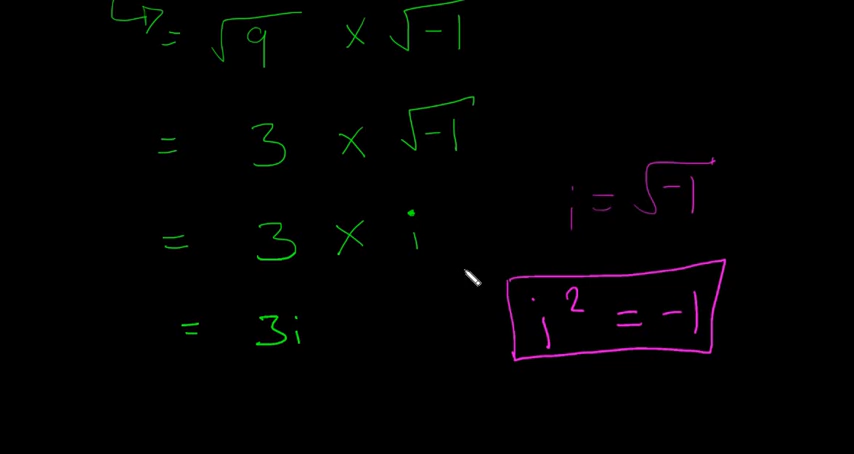 = √9 × √-1
= 3 × √-1
= 3 × i
= 3i
i = √-1
i² = -1